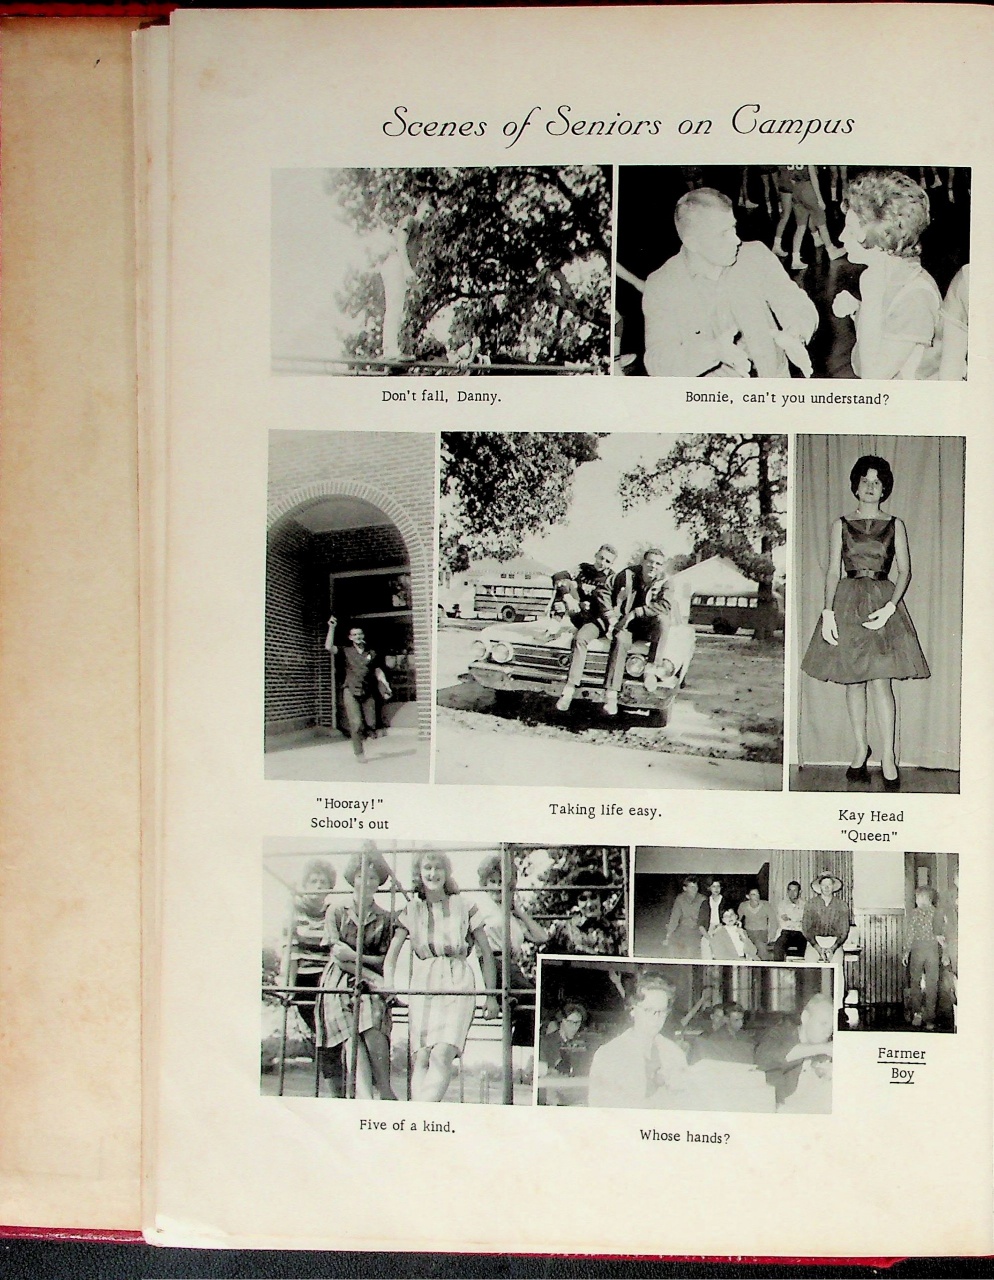 Scenes of Seniors on Campus
Don't fall, Danny.
Bonnie, can't you understand?
"Hooray!"
School's out
Taking life easy.
Kay Head
"Queen"
Farmer
Boy
Five of a kind.
Whose hands?